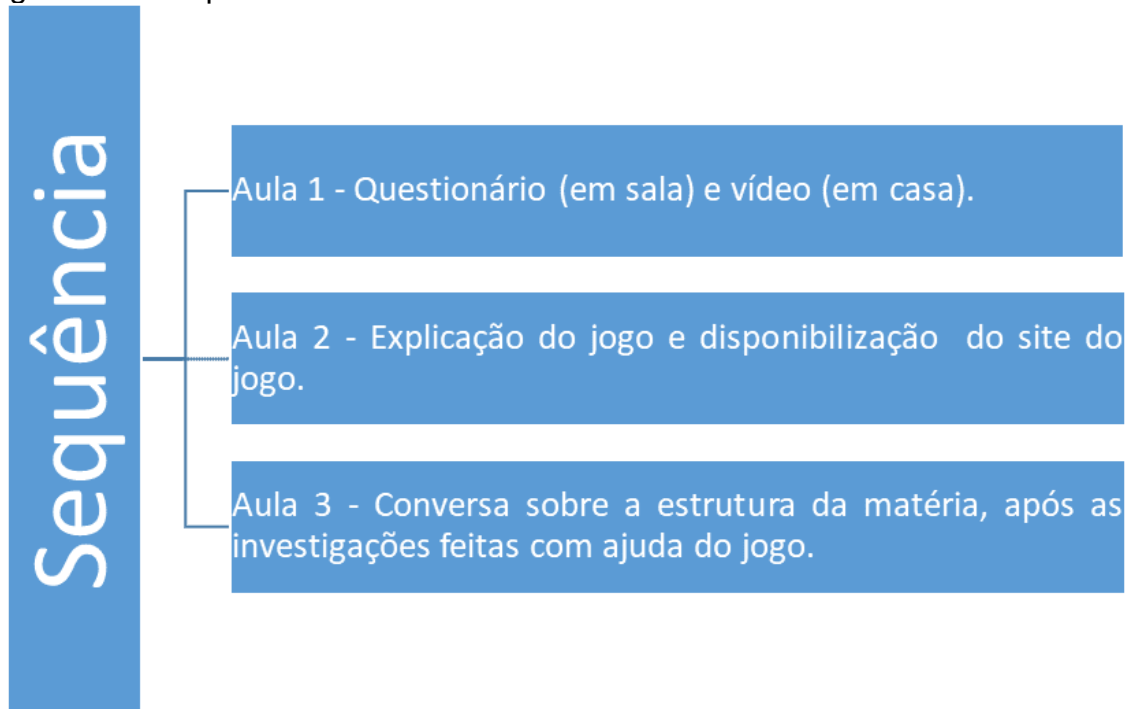 Sequência
Aula 1 - Questionário (em sala) e vídeo (em casa).
Aula 2 - Explicação do jogo e disponibilização do site do
jogo.
Aula 3 - Conversa sobre a estrutura da matéria, após as
investigações feitas com ajuda do jogo.